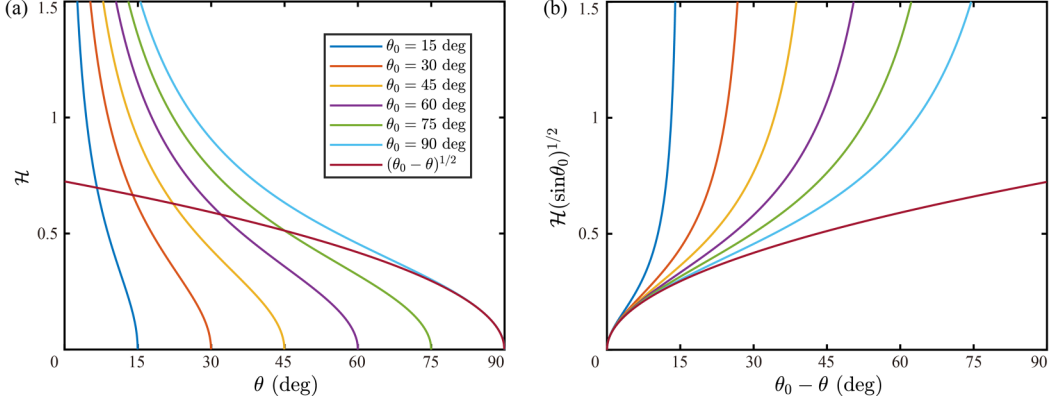 (a)
1.5
1
0.5
0
15
30
45
60
75
90
ℋ
θ (deg)
θ₀ = 15 deg
θ₀ = 30 deg
θ₀ = 45 deg
θ₀ = 60 deg
θ₀ = 75 deg
θ₀ = 90 deg
(θ₀ − θ)^{1/2}
(b)
1.5
1
0.5
0
15
30
45
60
75
90
ℋ(sinθ₀)^{1/2}
θ₀ − θ (deg)